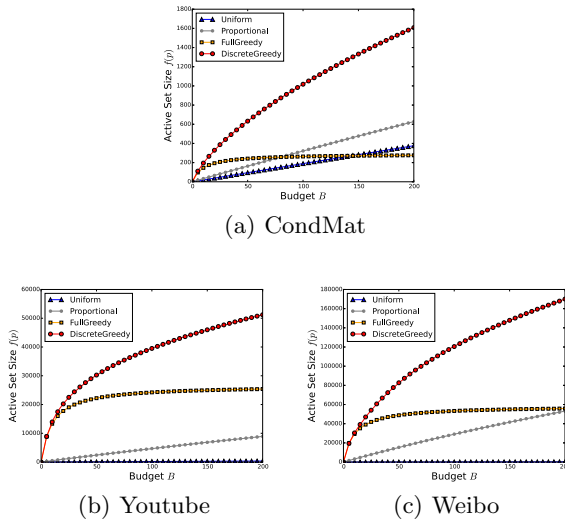 1800
1600
1400
1200
1000
800
600
400
200
0
Active Set Size f(p)
Uniform
Proportional
FullGreedy
DiscreteGreedy
0 50 100 150 200
Budget B
(a) CondMat
60000
50000
40000
30000
20000
10000
0
Active Set Size f(p)
Uniform
Proportional
FullGreedy
DiscreteGreedy
0 50 100 150 200
Budget B
(b) Youtube
180000
160000
140000
120000
100000
80000
60000
40000
20000
0
Active Set Size f(p)
Uniform
Proportional
FullGreedy
DiscreteGreedy
0 50 100 150 200
Budget B
(c) Weibo